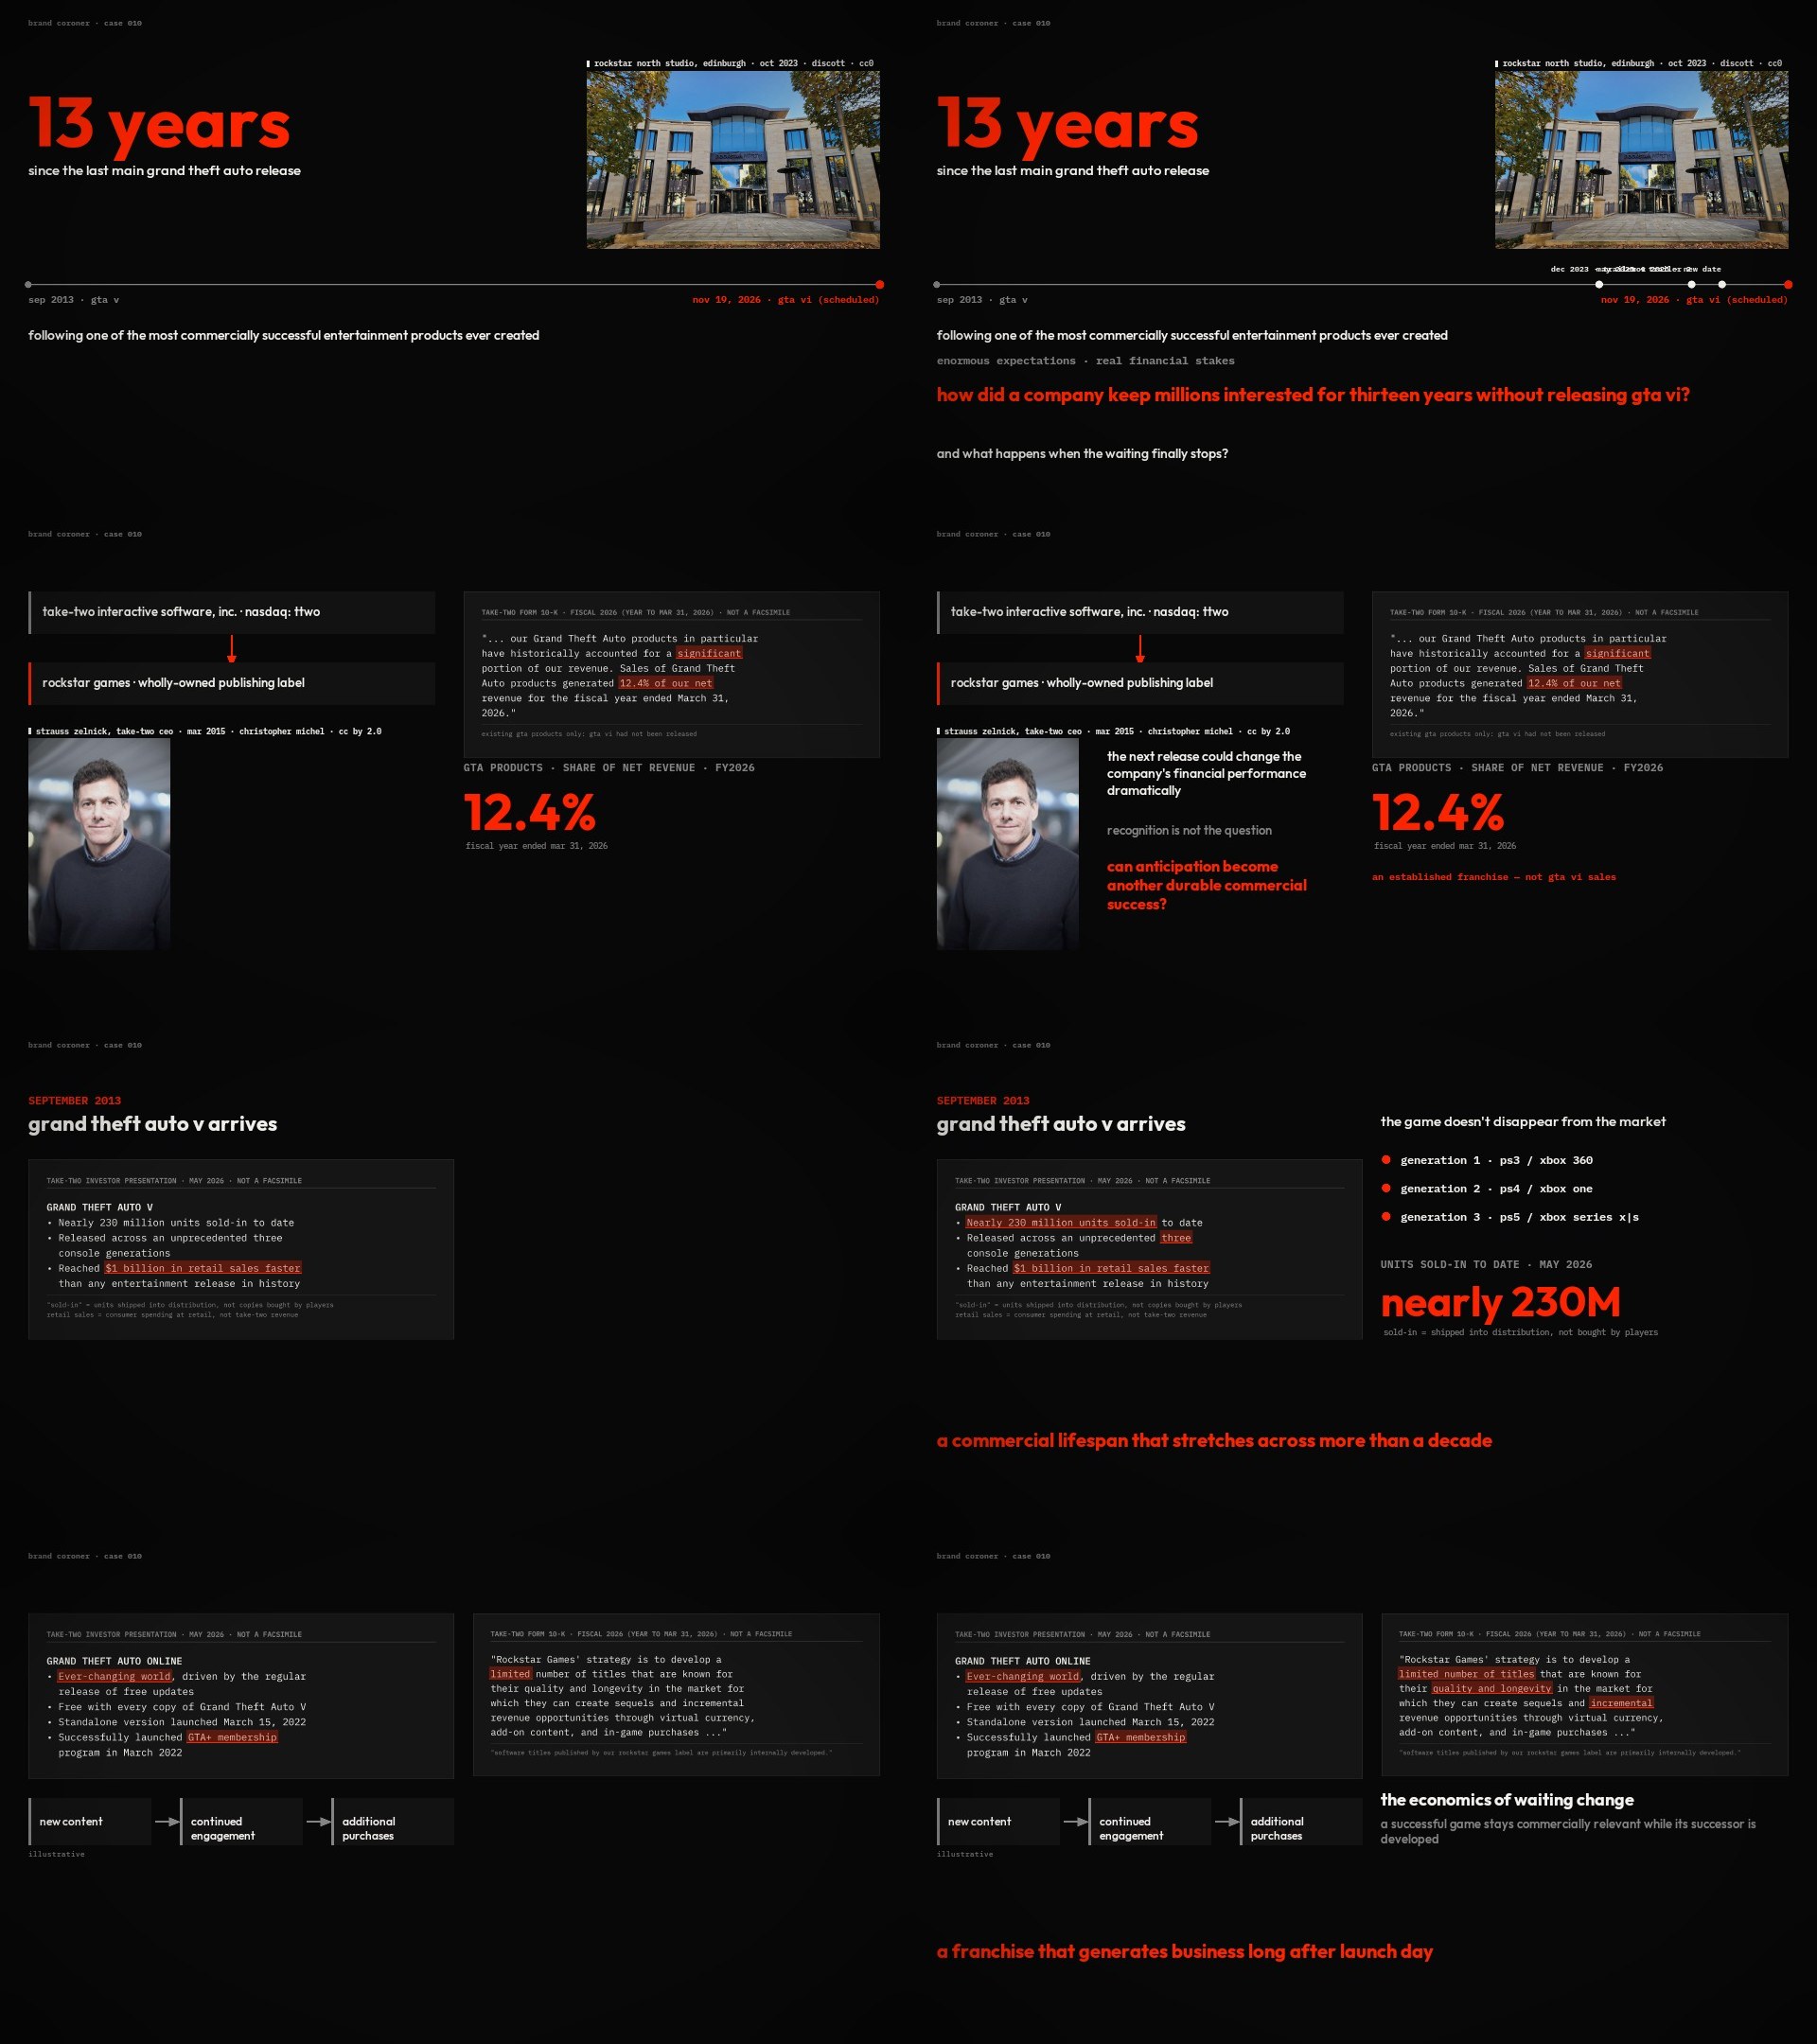 brand coroner · case 010
13 years
since the last main grand theft auto release
rockstar north studio, edinburgh · oct 2023 · discott · cc0
sep 2013 · gta v
nov 19, 2026 · gta vi (scheduled)
following one of the most commercially successful entertainment products ever created
brand coroner · case 010
13 years
since the last main grand theft auto release
rockstar north studio, edinburgh · oct 2023 · discott · cc0
dec 2023
new date
sep 2013 · gta v
nov 19, 2026 · gta vi (scheduled)
following one of the most commercially successful entertainment products ever created
enormous expectations · real financial stakes
how did a company keep millions interested for thirteen years without releasing gta vi?
and what happens when the waiting finally stops?
brand coroner · case 010
take-two interactive software, inc. · nasdaq: ttwo
rockstar games · wholly-owned publishing label
strauss zelnick, take-two ceo · mar 2015 · christopher michel · cc by 2.0
TAKE-TWO FORM 10-K · FISCAL 2026 (YEAR TO MAR 31, 2026) · NOT A FACSIMILE
"... our Grand Theft Auto products in particular
have historically accounted for a significant
portion of our revenue. Sales of Grand Theft
Auto products generated 12.4% of our net
revenue for the fiscal year ended March 31,
2026."
existing gta products only: gta vi had not been released
GTA PRODUCTS · SHARE OF NET REVENUE · FY2026
12.4%
fiscal year ended mar 31, 2026
brand coroner · case 010
take-two interactive software, inc. · nasdaq: ttwo
rockstar games · wholly-owned publishing label
strauss zelnick, take-two ceo · mar 2015 · christopher michel · cc by 2.0
the next release could change the
company's financial performance
dramatically
recognition is not the question
can anticipation become
another durable commercial
success?
TAKE-TWO FORM 10-K · FISCAL 2026 (YEAR TO MAR 31, 2026) · NOT A FACSIMILE
"... our Grand Theft Auto products in particular
have historically accounted for a significant
portion of our revenue. Sales of Grand Theft
Auto products generated 12.4% of our net
revenue for the fiscal year ended March 31,
2026."
existing gta products only: gta vi had not been released
GTA PRODUCTS · SHARE OF NET REVENUE · FY2026
12.4%
fiscal year ended mar 31, 2026
an established franchise — not gta vi sales
brand coroner · case 010
SEPTEMBER 2013
grand theft auto v arrives
TAKE-TWO INVESTOR PRESENTATION · MAY 2026 · NOT A FACSIMILE
GRAND THEFT AUTO V
• Nearly 230 million units sold-in to date
• Released across an unprecedented three
console generations
• Reached $1 billion in retail sales faster
than any entertainment release in history
"sold-in" = units shipped into distribution, not copies bought by players
retail sales = consumer spending at retail, not take-two revenue
brand coroner · case 010
SEPTEMBER 2013
grand theft auto v arrives
TAKE-TWO INVESTOR PRESENTATION · MAY 2026 · NOT A FACSIMILE
GRAND THEFT AUTO V
• Nearly 230 million units sold-in to date
• Released across an unprecedented three
console generations
• Reached $1 billion in retail sales faster
than any entertainment release in history
"sold-in" = units shipped into distribution, not copies bought by players
retail sales = consumer spending at retail, not take-two revenue
the game doesn't disappear from the market
generation 1 · ps3 / xbox 360
generation 2 · ps4 / xbox one
generation 3 · ps5 / xbox series x|s
UNITS SOLD-IN TO DATE · MAY 2026
nearly 230M
sold-in = shipped into distribution, not bought by players
a commercial lifespan that stretches across more than a decade
brand coroner · case 010
TAKE-TWO INVESTOR PRESENTATION · MAY 2026 · NOT A FACSIMILE
GRAND THEFT AUTO ONLINE
• Ever-changing world, driven by the regular
release of free updates
• Free with every copy of Grand Theft Auto V
• Standalone version launched March 15, 2022
• Successfully launched GTA+ membership
program in March 2022
TAKE-TWO FORM 10-K · FISCAL 2026 (YEAR TO MAR 31, 2026) · NOT A FACSIMILE
"Rockstar Games' strategy is to develop a
limited number of titles that are known for
their quality and longevity in the market for
which they can create sequels and incremental
revenue opportunities through virtual currency,
add-on content, and in-game purchases ..."
"software titles published by our rockstar games label are primarily internally developed."
new content
continued
engagement
additional
purchases
illustrative
brand coroner · case 010
TAKE-TWO INVESTOR PRESENTATION · MAY 2026 · NOT A FACSIMILE
GRAND THEFT AUTO ONLINE
• Ever-changing world, driven by the regular
release of free updates
• Free with every copy of Grand Theft Auto V
• Standalone version launched March 15, 2022
• Successfully launched GTA+ membership
program in March 2022
TAKE-TWO FORM 10-K · FISCAL 2026 (YEAR TO MAR 31, 2026) · NOT A FACSIMILE
"Rockstar Games' strategy is to develop a
limited number of titles that are known for
their quality and longevity in the market for
which they can create sequels and incremental
revenue opportunities through virtual currency,
add-on content, and in-game purchases ..."
"software titles published by our rockstar games label are primarily internally developed."
new content
continued
engagement
additional
purchases
illustrative
the economics of waiting change
a successful game stays commercially relevant while its successor is
developed
a franchise that generates business long after launch day